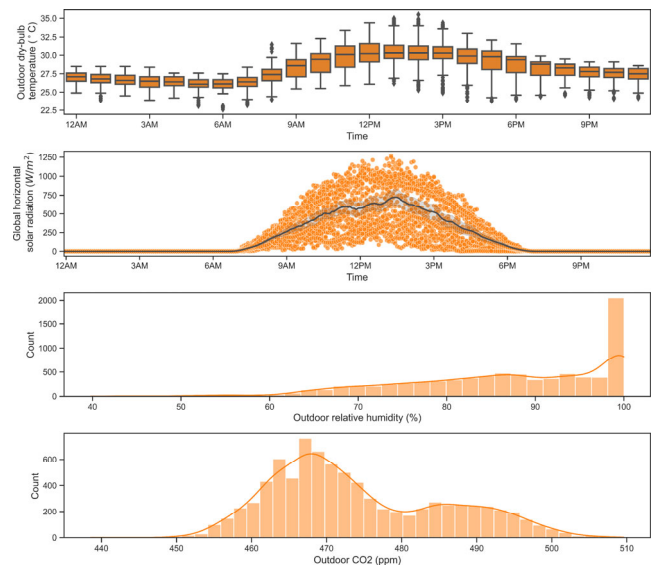 Outdoor dry-bulb
temperature (°C)
35.0
32.5
30.0
27.5
25.0
22.5
12AM 3AM 6AM 9AM 12PM 3PM 6PM 9PM
Time
Global horizontal
solar radiation (W/m²)
1250
1000
750
500
250
0
12AM 3AM 6AM 9AM 12PM 3PM 6PM 9PM
Time
Count
2000
1500
1000
500
0
40 50 60 70 80 90 100
Outdoor relative humidity (%)
Count
600
400
200
0
440 450 460 470 480 490 500 510
Outdoor CO2 (ppm)